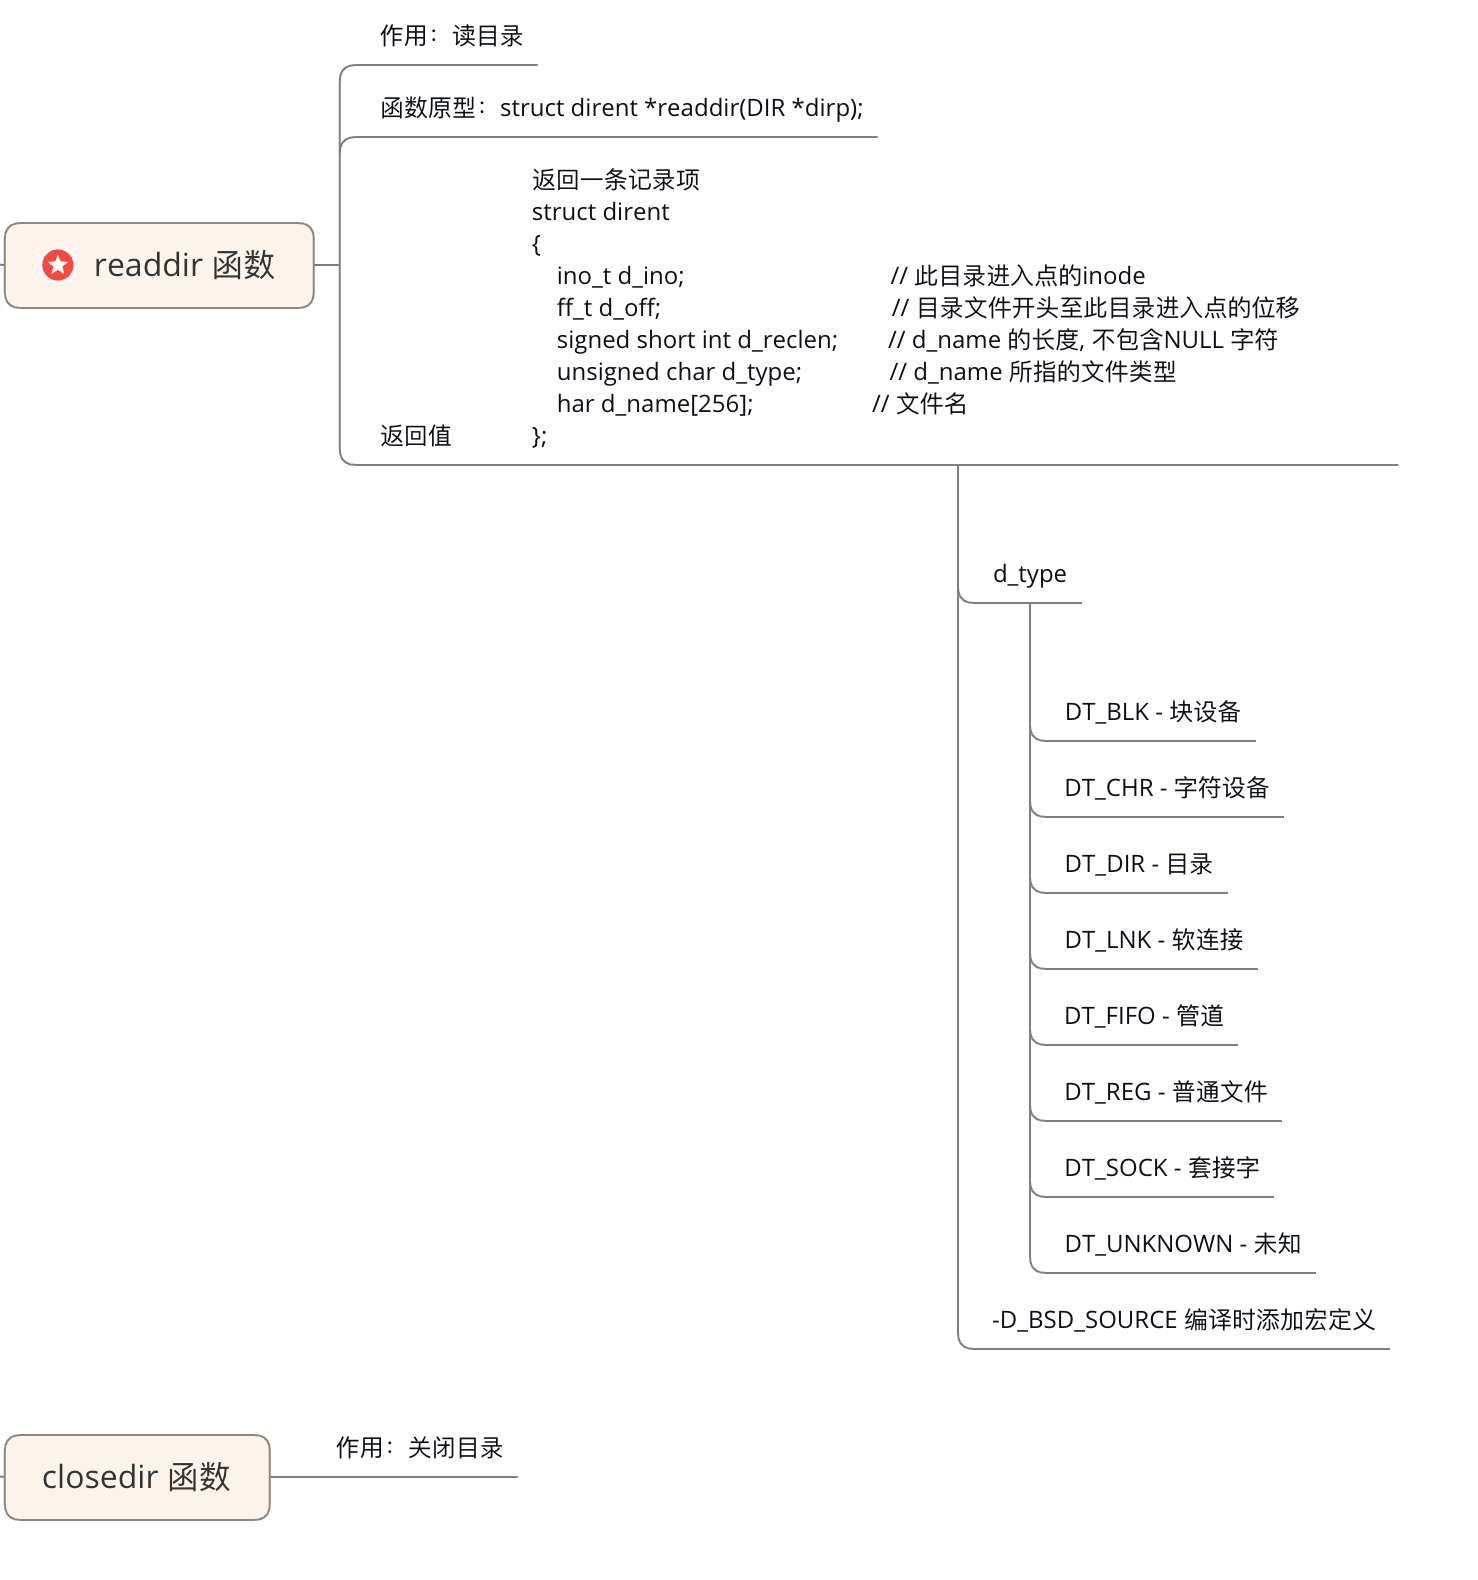 作用：读目录
函数原型：struct dirent *readdir(DIR *dirp);
readdir 函数
返回值
返回一条记录项
struct dirent
{
ino_t d_ino; // 此目录进入点的inode
ff_t d_off; // 目录文件开头至此目录进入点的位移
signed short int d_reclen; // d_name 的长度, 不包含NULL 字符
unsigned char d_type; // d_name 所指的文件类型
har d_name[256]; // 文件名
};
d_type
DT_BLK - 块设备
DT_CHR - 字符设备
DT_DIR - 目录
DT_LNK - 软连接
DT_FIFO - 管道
DT_REG - 普通文件
DT_SOCK - 套接字
DT_UNKNOWN - 未知
-D_BSD_SOURCE 编译时添加宏定义
closedir 函数
作用：关闭目录